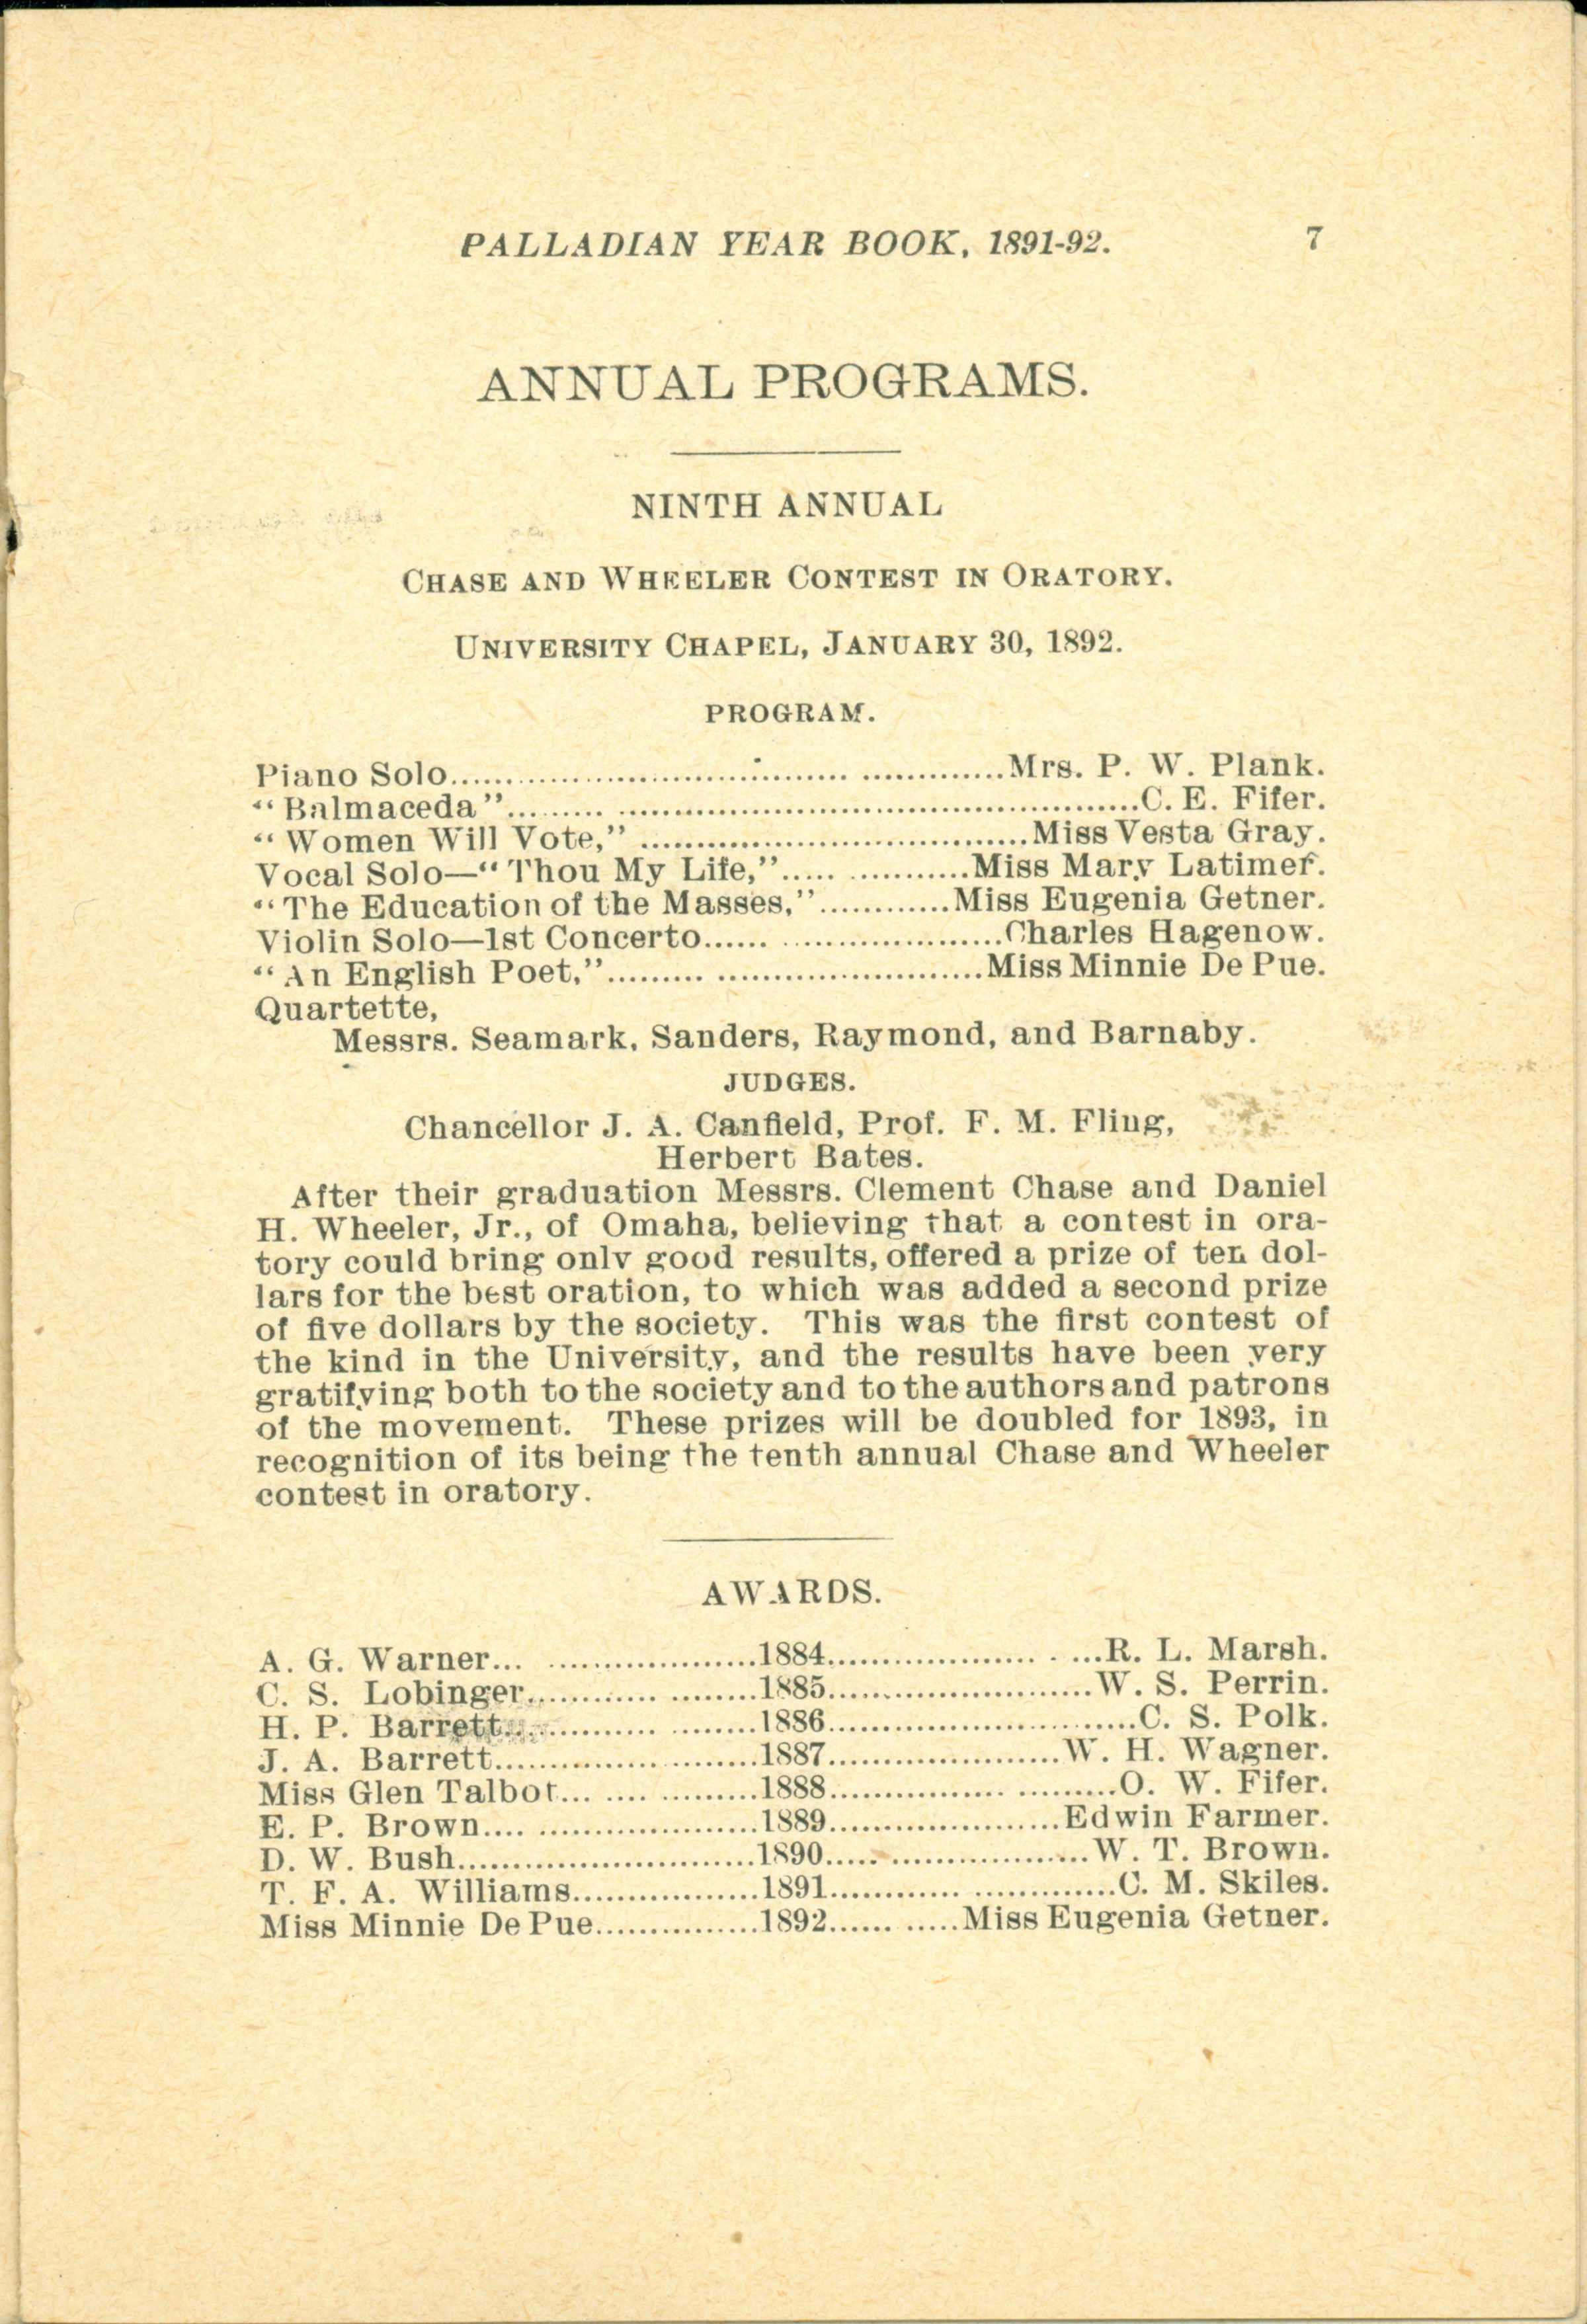 PALLADIAN YEAR BOOK, 1891-92. 7
ANNUAL PROGRAMS.
NINTH ANNUAL
CHASE AND WHEELER CONTEST IN ORATORY.
UNIVERSITY CHAPEL, JANUARY 30, 1892.
PROGRAM.
Piano Solo..........Mrs. P. W. Plank.
"Balmaceda"..........C. E. Fifer.
"Women Will Vote,"..........Miss Vesta Gray.
Vocal Solo—"Thou My Life,"..........Miss Mary Latimer.
"The Education of the Masses,"..........Miss Eugenia Getner.
Violin Solo—1st Concerto..........Charles Hagenow.
"An English Poet,"..........Miss Minnie De Pue.
Quartette,
Messrs. Seamark, Sanders, Raymond, and Barnaby.
JUDGES.
Chancellor J. A. Canfield, Prof. F. M. Fling,
Herbert Bates.
After their graduation Messrs. Clement Chase and Daniel
H. Wheeler, Jr., of Omaha, believing that a contest in ora-
tory could bring only good results, offered a prize of ten dol-
lars for the best oration, to which was added a second prize
of five dollars by the society. This was the first contest of
the kind in the University, and the results have been very
gratifying both to the society and to the authors and patrons
of the movement. These prizes will be doubled for 1893, in
recognition of its being the tenth annual Chase and Wheeler
contest in oratory.
AWARDS.
A. G. Warner..........1884..........R. L. Marsh.
C. S. Lobinger..........1885..........W. S. Perrin.
H. P. Barrett..........1886..........C. S. Polk.
J. A. Barrett..........1887..........W. H. Wagner.
Miss Glen Talbot..........1888..........O. W. Fifer.
E. P. Brown..........1889..........Edwin Farmer.
D. W. Bush..........1890..........W. T. Brown.
T. F. A. Williams..........1891..........C. M. Skiles.
Miss Minnie De Pue..........1892..........Miss Eugenia Getner.